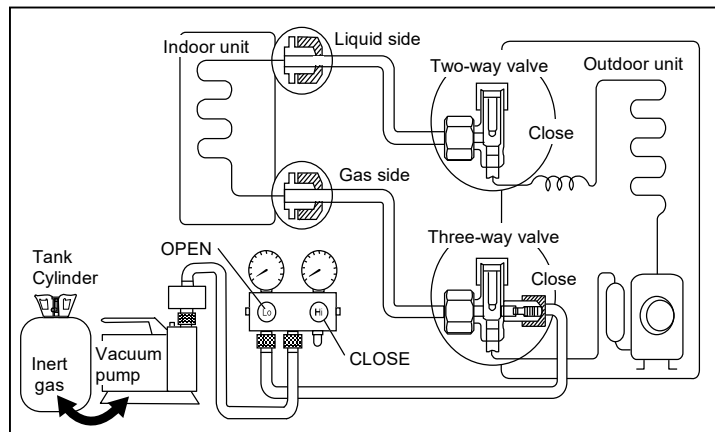 Indoor unit
Liquid side
Two-way valve
Outdoor unit
Close
Gas side
Three-way valve
Close
OPEN
Tank
Cylinder
Lo
Hi
CLOSE
Inert
gas
Vacuum
pump